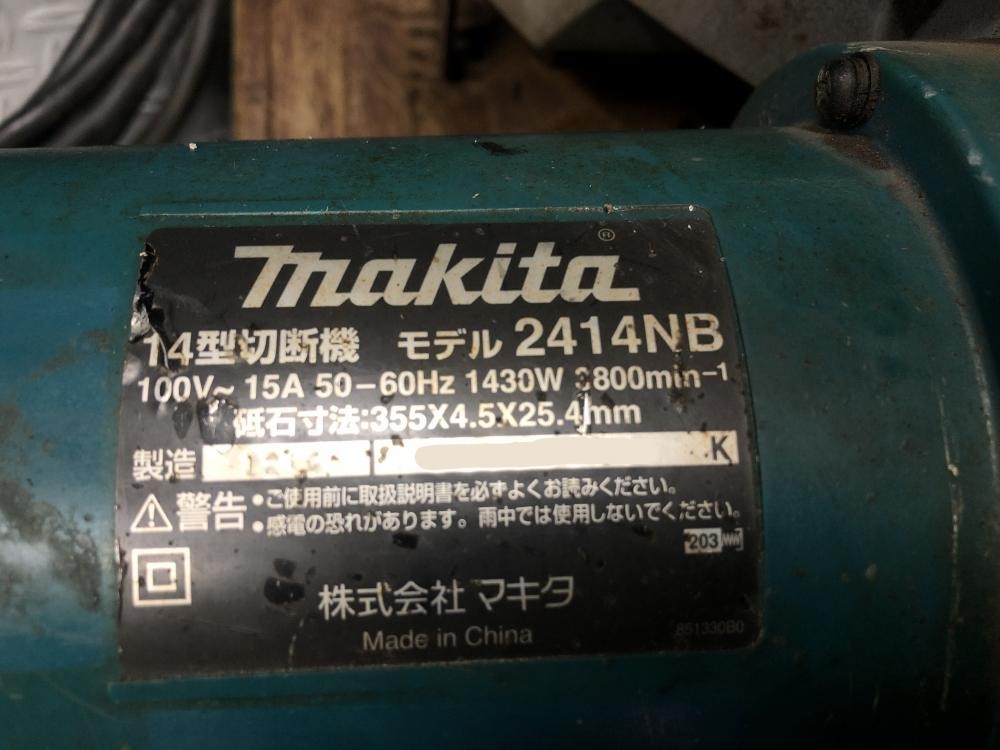 makita®
14型切断機 モデル 2414NB
100V～ 15A 50－60Hz 1430W 3800min⁻¹
砥石寸法:355X4.5X25.4mm
製造 K
警告 •ご使用前に取扱説明書を必ずよくお読みください。
•感電の恐れがあります。雨中では使用しないでください。
203
株式会社マキタ
Made in China
851330B0